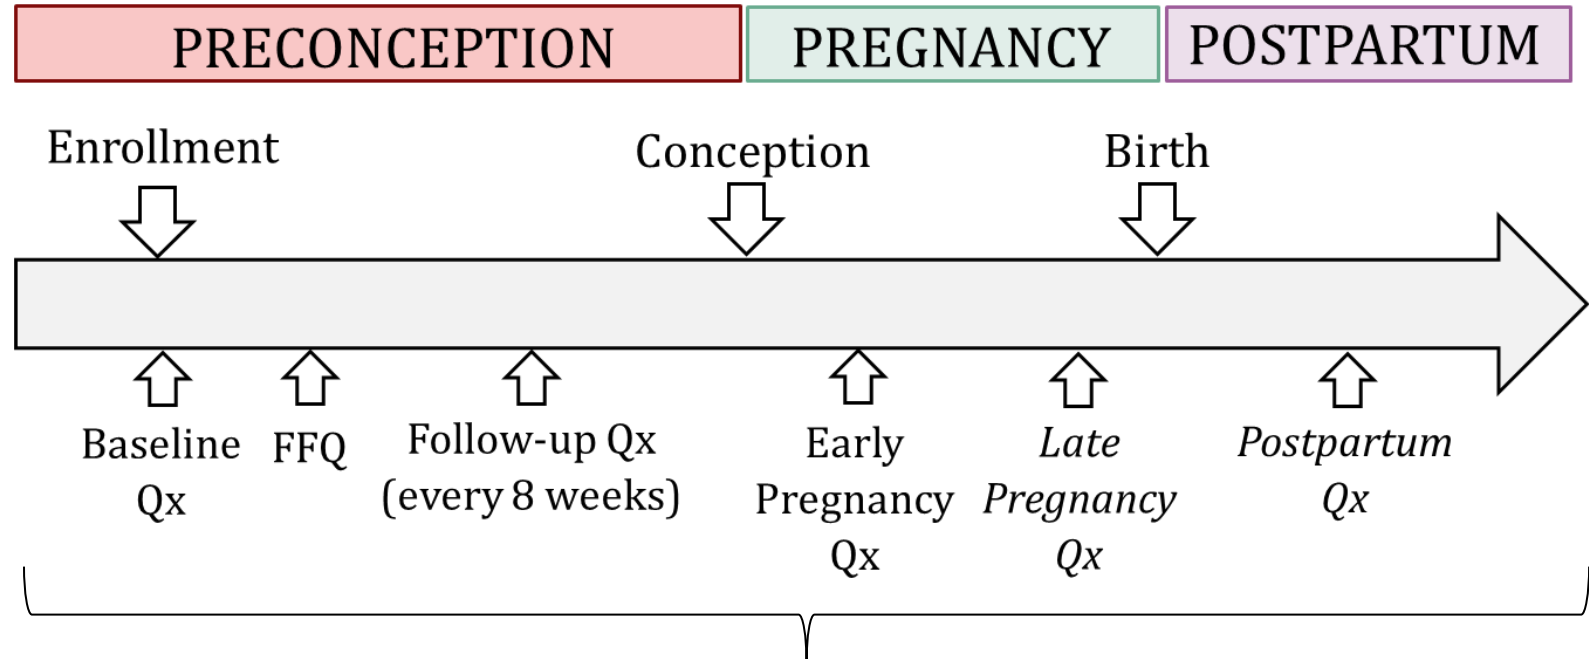 PRECONCEPTION
PREGNANCY
POSTPARTUM
Enrollment
Conception
Birth
Baseline
Qx
FFQ
Follow-up Qx
(every 8 weeks)
Early
Pregnancy
Qx
Late
Pregnancy
Qx
Postpartum
Qx